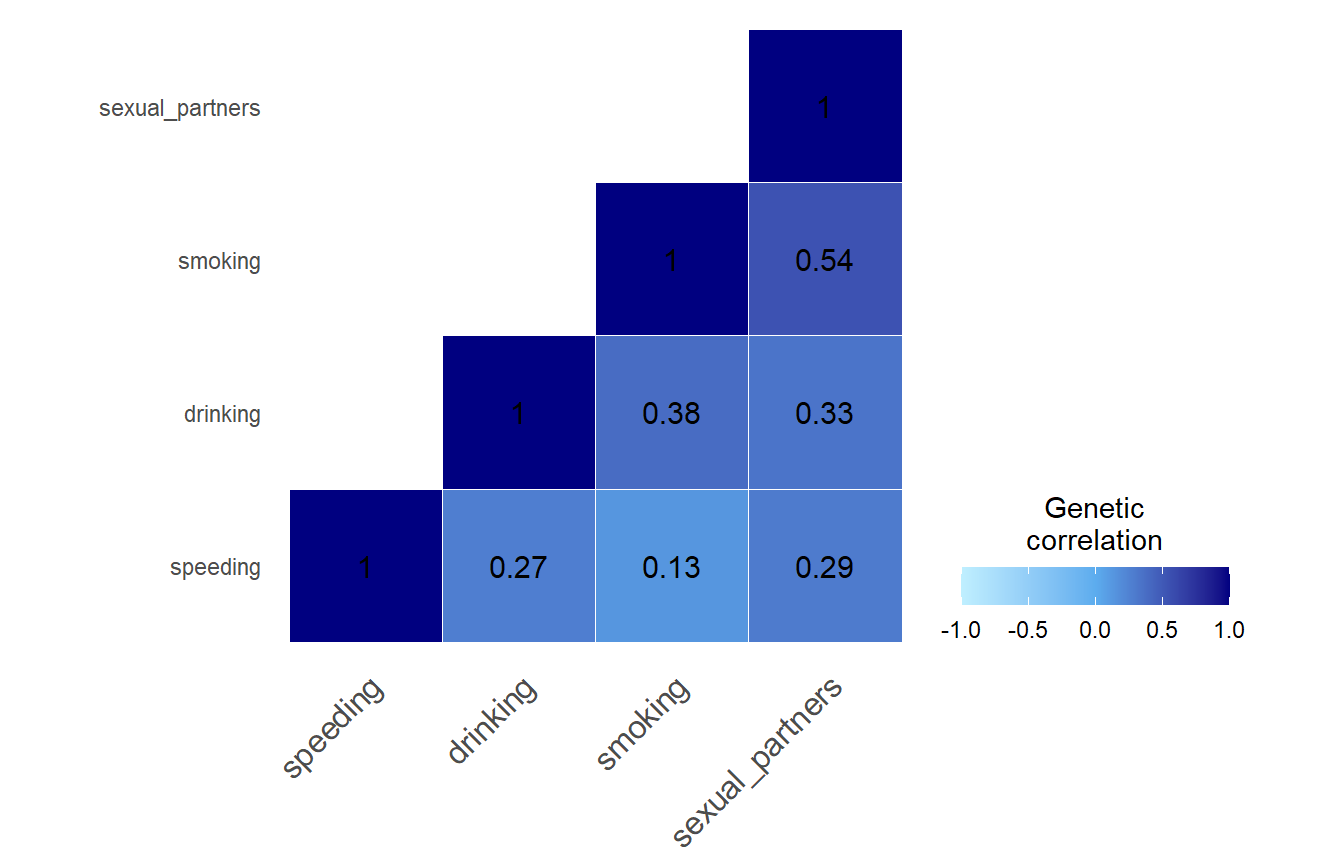 sexual_partners
1
smoking
1 0.54
drinking
1 0.38 0.33
speeding
1 0.27 0.13 0.29
speeding
drinking
smoking
sexual_partners
Genetic
correlation
-1.0 -0.5 0.0 0.5 1.0